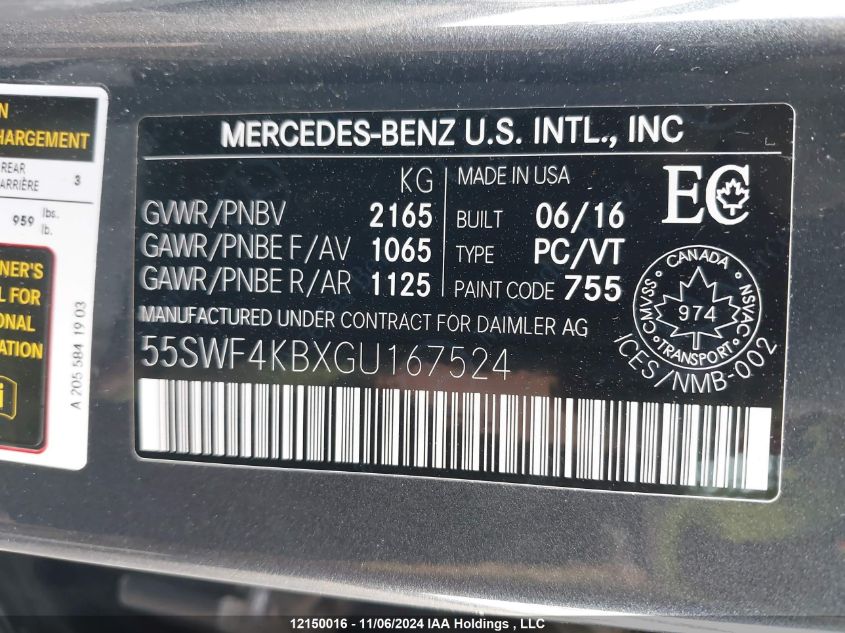 N
HARGEMENT
REAR
ARRIÈRE 3
959 lbs.
lb.
NER'S
L FOR
ONAL
ATION
i
A 205 584 19 03
MERCEDES-BENZ U.S. INTL., INC
KG
GVWR/PNBV 2165
GAWR/PNBE F/AV 1065
GAWR/PNBE R/AR 1125
MADE IN USA
BUILT 06/16
TYPE PC/VT
PAINT CODE 755
EC
CANADA
CMVSS
NSVAC
974
TRANSPORT
ICES/NMB-002
MANUFACTURED UNDER CONTRACT FOR DAIMLER AG
55SWF4KBXGU167524
12150016 - 11/06/2024 IAA Holdings , LLC